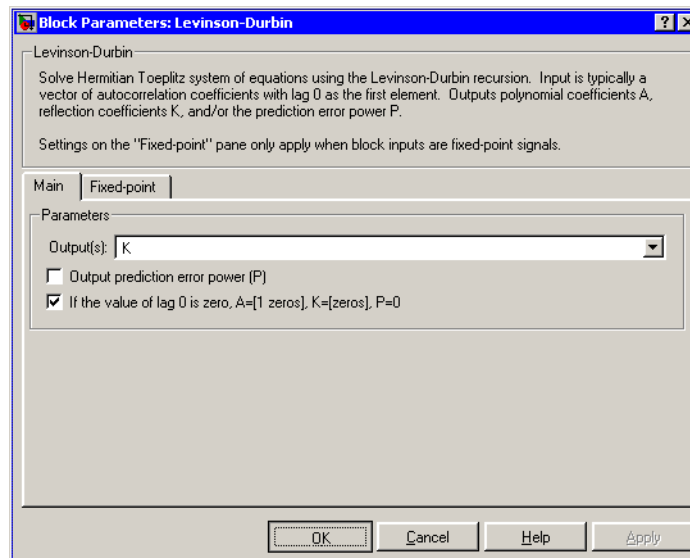 Block Parameters: Levinson-Durbin
Levinson-Durbin
Solve Hermitian Toeplitz system of equations using the Levinson-Durbin recursion. Input is typically a
vector of autocorrelation coefficients with lag 0 as the first element. Outputs polynomial coefficients A,
reflection coefficients K, and/or the prediction error power P.
Settings on the "Fixed-point" pane only apply when block inputs are fixed-point signals.
Main
Fixed-point
Parameters
Output(s): K
Output prediction error power (P)
If the value of lag 0 is zero, A=[1 zeros], K=[zeros], P=0
OK
Cancel
Help
Apply